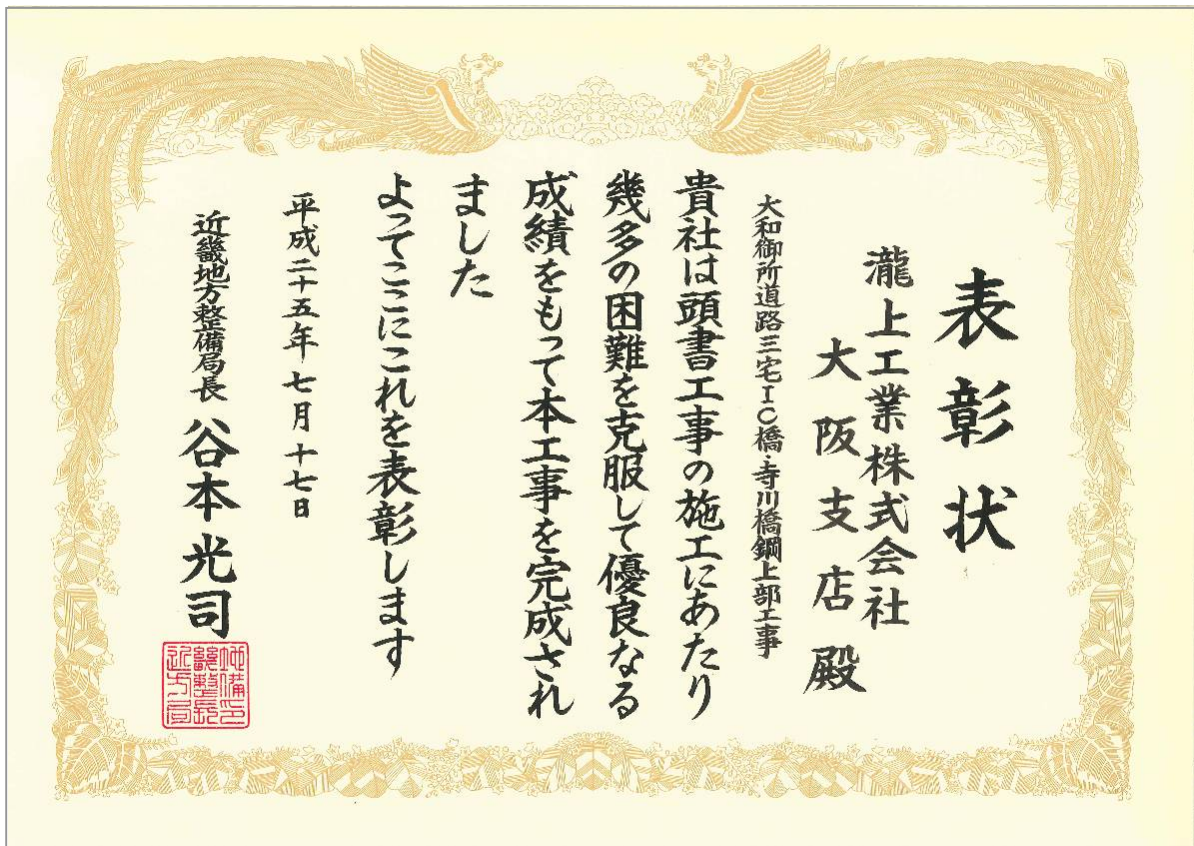 表彰状
瀧上工業株式会社
大阪支店殿
大和御所道路三宅IC橋・寺川橋鋼上部工事
貴社は頭書工事の施工にあたり
幾多の困難を克服して優良なる
成績をもって本工事を完成され
ました
よってここにこれを表彰します
平成二十五年七月十七日
近畿地方整備局長 谷本光司